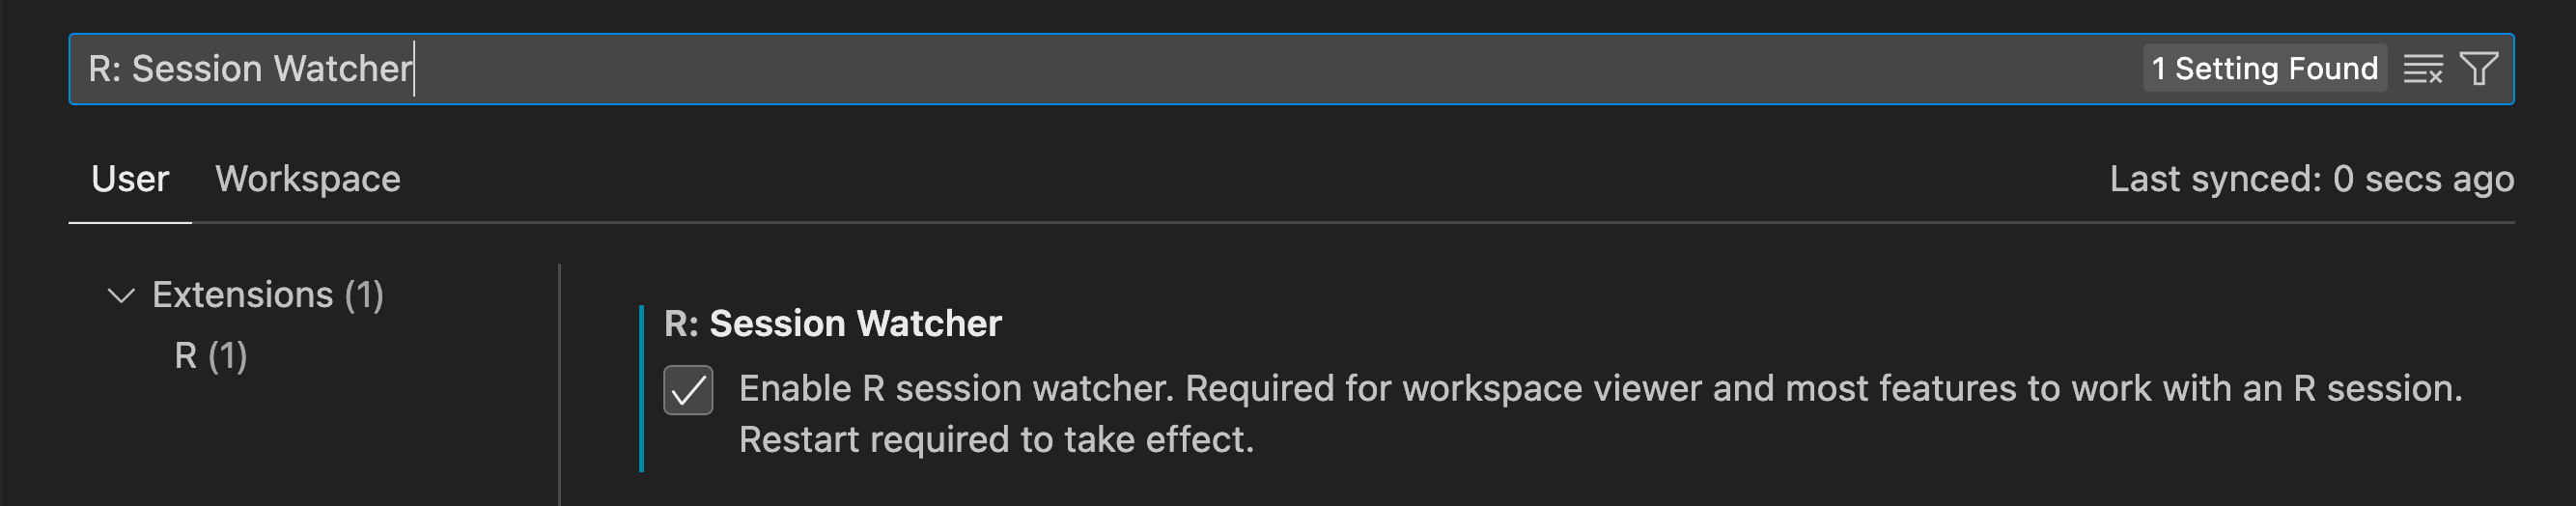 R: Session Watcher
1 Setting Found
User
Workspace
Last synced: 0 secs ago
Extensions (1)
R (1)
R: Session Watcher
Enable R session watcher. Required for workspace viewer and most features to work with an R session.
Restart required to take effect.